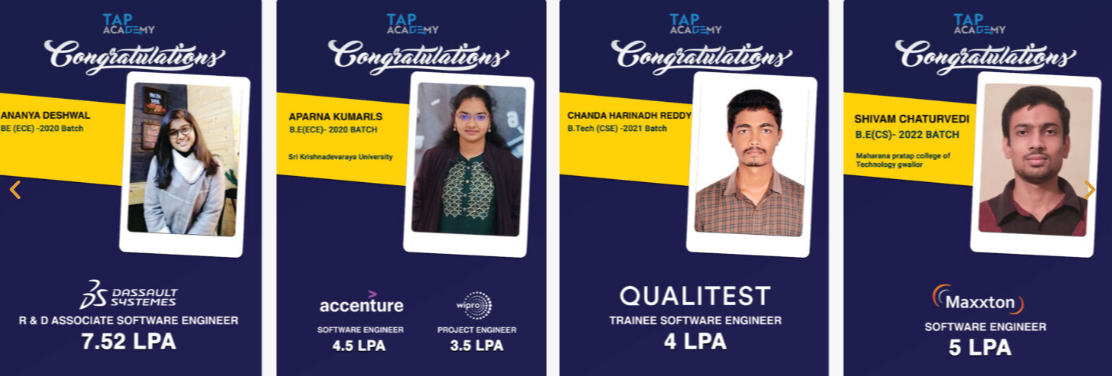 TAP
ACADEMY
Congratulations
ANANYA DESHWAL
BE (ECE) -2020 Batch
DASSAULT
SYSTEMES
R & D ASSOCIATE SOFTWARE ENGINEER
7.52 LPA
TAP
ACADEMY
Congratulations
APARNA KUMARI.S
B.E(ECE)- 2020 BATCH
Sri Krishnadevaraya University
accenture
SOFTWARE ENGINEER
4.5 LPA
wipro
PROJECT ENGINEER
3.5 LPA
TAP
ACADEMY
Congratulations
CHANDA HARINADH REDDY
B.Tech (CSE) -2021 Batch
QUALITEST
TRAINEE SOFTWARE ENGINEER
4 LPA
TAP
ACADEMY
Congratulations
SHIVAM CHATURVEDI
B.E(CS)- 2022 BATCH
Maharana pratap college of
Technology gwalior
Maxxton
SOFTWARE ENGINEER
5 LPA